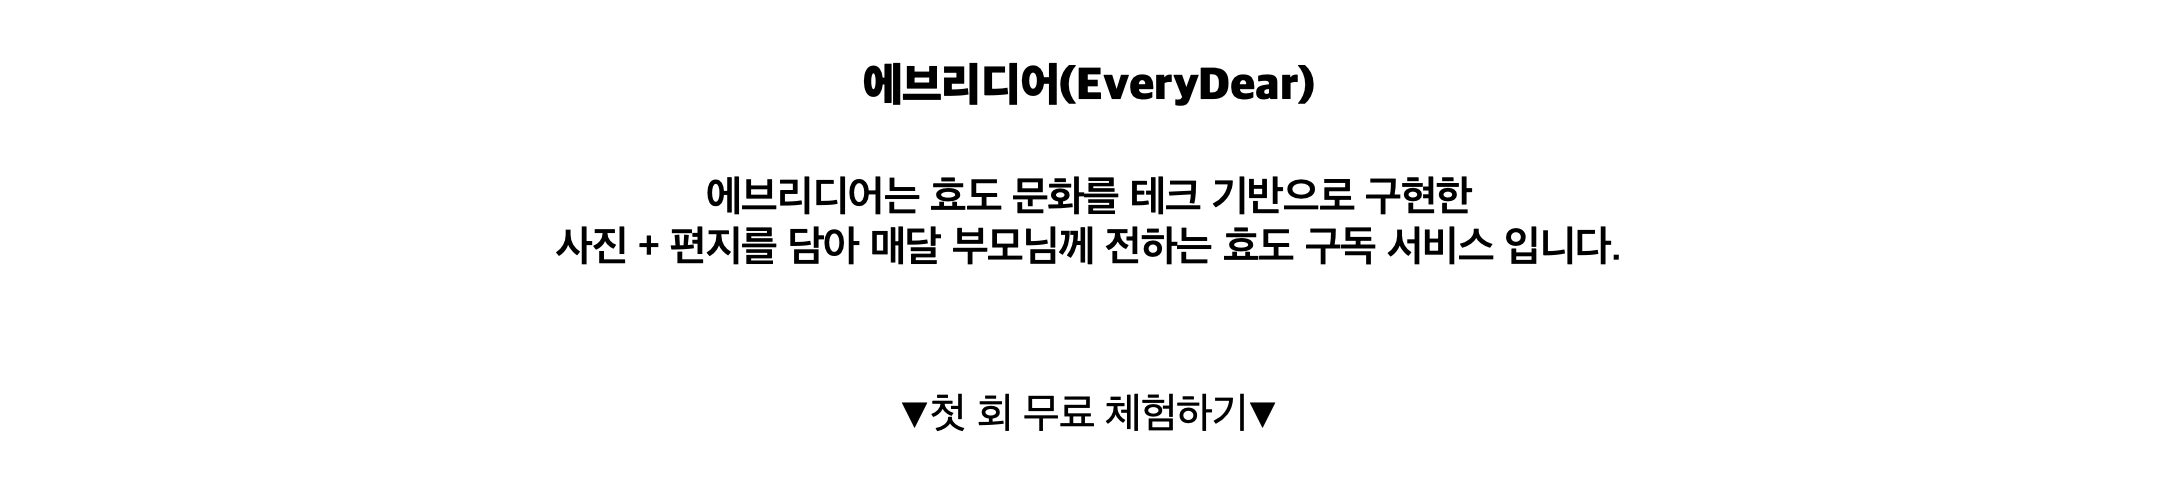 에브리디어(EveryDear)
에브리디어는 효도 문화를 테크 기반으로 구현한
사진 + 편지를 담아 매달 부모님께 전하는 효도 구독 서비스 입니다.
▼첫 회 무료 체험하기▼